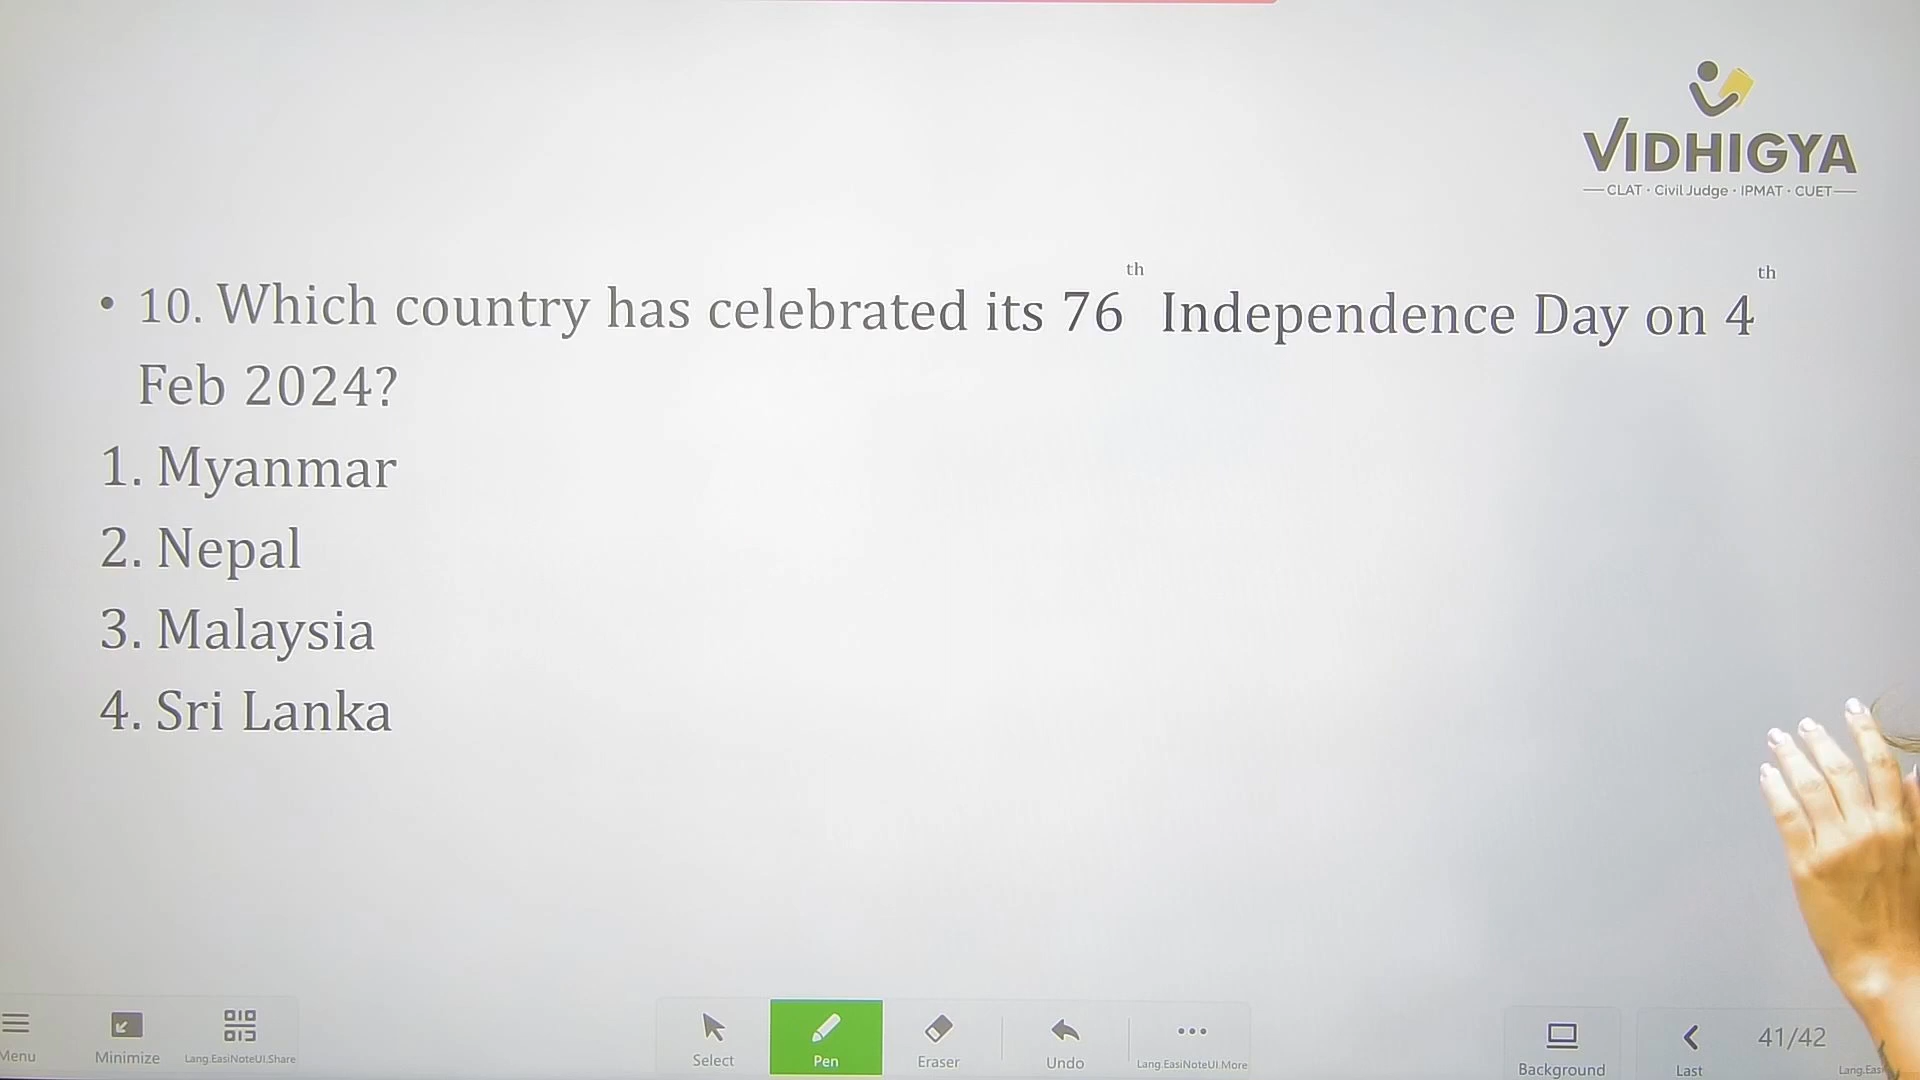 VIDHIGYA
CLAT · Civil Judge · IPMAT · CUET
• 10. Which country has celebrated its 76th Independence Day on 4th
Feb 2024?
1. Myanmar
2. Nepal
3. Malaysia
4. Sri Lanka
Menu
Minimize
Lang.EasiNoteUI.Share
Select
Pen
Eraser
Undo
Lang.EasiNoteUI.More
Background
Last
41/42